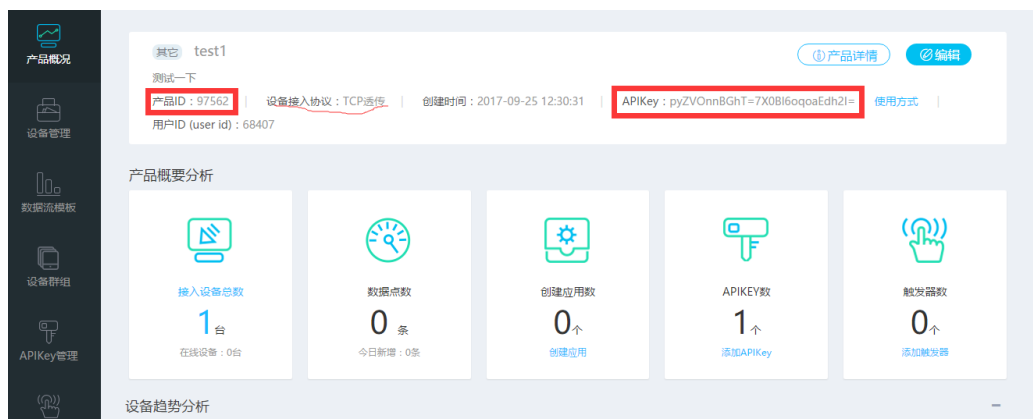 产品概况
设备管理
数据流模板
设备群组
APIKey管理
其它 test1
产品详情 编辑
测试一下
产品ID：97562 设备接入协议：TCP透传 创建时间：2017-09-25 12:30:31 APIKey：pyZVOnnBGhT=7X0BI6oqoaEdh2I= 使用方式
用户ID (user id)：68407
产品概要分析
接入设备总数
1 台
在线设备：0台
数据点数
0 条
今日新增：0条
创建应用数
0 个
创建应用
APIKEY数
1 个
添加APIKey
触发器数
0 个
添加触发器
设备趋势分析